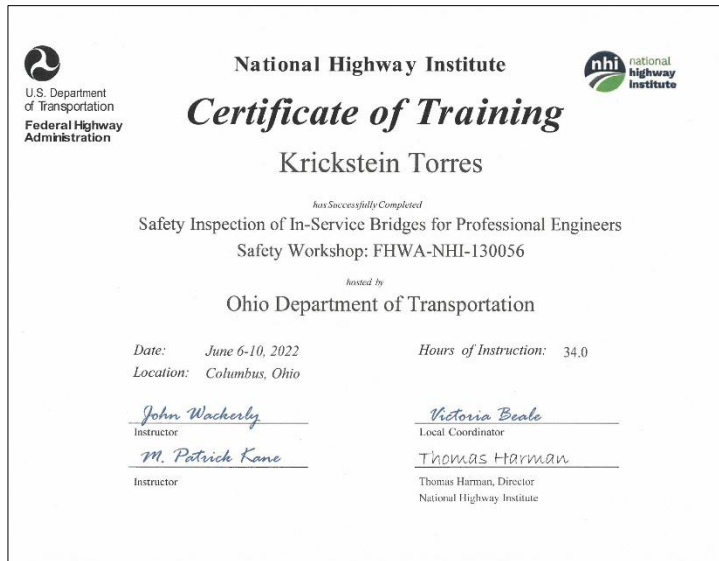 U.S. Department
of Transportation
Federal Highway
Administration
National Highway Institute
nhi national
highway
institute
Certificate of Training
Krickstein Torres
has Successfully Completed
Safety Inspection of In-Service Bridges for Professional Engineers
Safety Workshop: FHWA-NHI-130056
hosted by
Ohio Department of Transportation
Date: June 6-10, 2022
Hours of Instruction: 34.0
Location: Columbus, Ohio
John Wackerly
Instructor
Victoria Beale
Local Coordinator
M. Patrick Kane
Instructor
Thomas Harman
Thomas Harman, Director
National Highway Institute